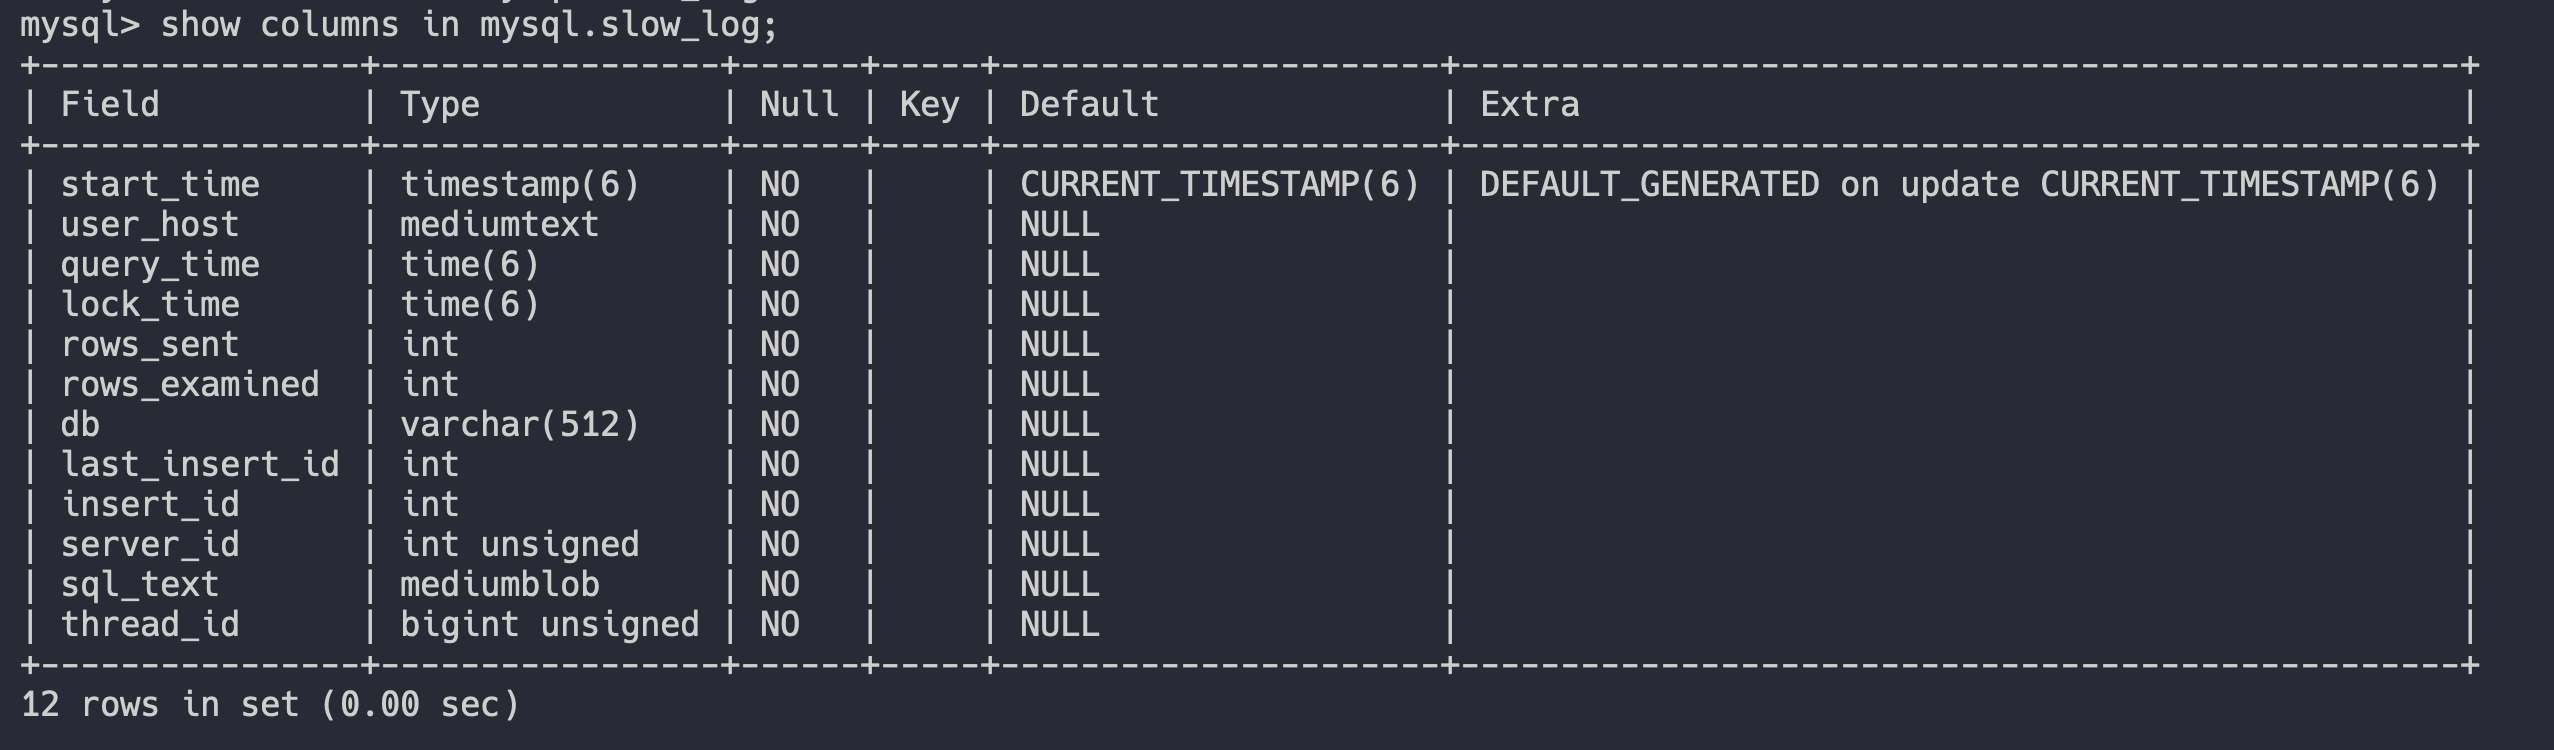 mysql> show columns in mysql.slow_log;
+----------------+-----------------+------+-----+----------------------+--------------------------------------------------+
| Field          | Type            | Null | Key | Default              | Extra                                            |
+----------------+-----------------+------+-----+----------------------+--------------------------------------------------+
| start_time     | timestamp(6)    | NO   |     | CURRENT_TIMESTAMP(6) | DEFAULT_GENERATED on update CURRENT_TIMESTAMP(6) |
| user_host      | mediumtext      | NO   |     | NULL                 |                                                  |
| query_time     | time(6)         | NO   |     | NULL                 |                                                  |
| lock_time      | time(6)         | NO   |     | NULL                 |                                                  |
| rows_sent      | int             | NO   |     | NULL                 |                                                  |
| rows_examined  | int             | NO   |     | NULL                 |                                                  |
| db             | varchar(512)    | NO   |     | NULL                 |                                                  |
| last_insert_id | int             | NO   |     | NULL                 |                                                  |
| insert_id      | int             | NO   |     | NULL                 |                                                  |
| server_id      | int unsigned    | NO   |     | NULL                 |                                                  |
| sql_text       | mediumblob      | NO   |     | NULL                 |                                                  |
| thread_id      | bigint unsigned | NO   |     | NULL                 |                                                  |
+----------------+-----------------+------+-----+----------------------+--------------------------------------------------+
12 rows in set (0.00 sec)